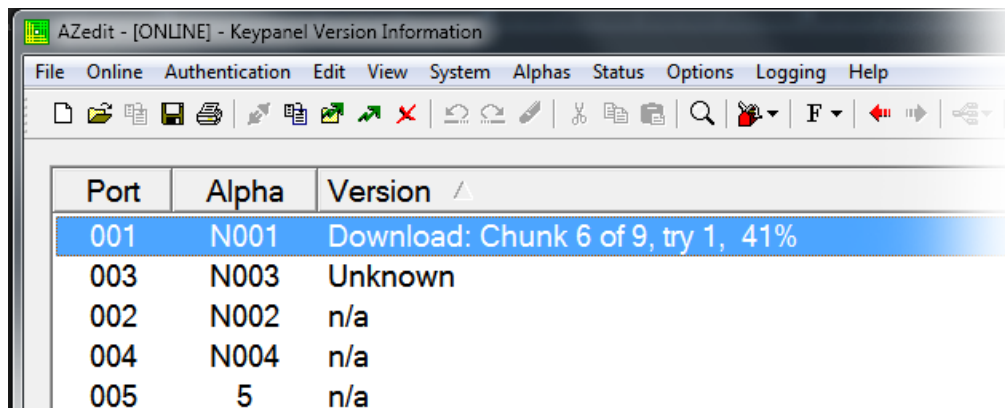 AZedit - [ONLINE] - Keypanel Version Information
File Online Authentication Edit View System Alphas Status Options Logging Help
F
Port Alpha Version
001 N001 Download: Chunk 6 of 9, try 1, 41%
003 N003 Unknown
002 N002 n/a
004 N004 n/a
005 5 n/a